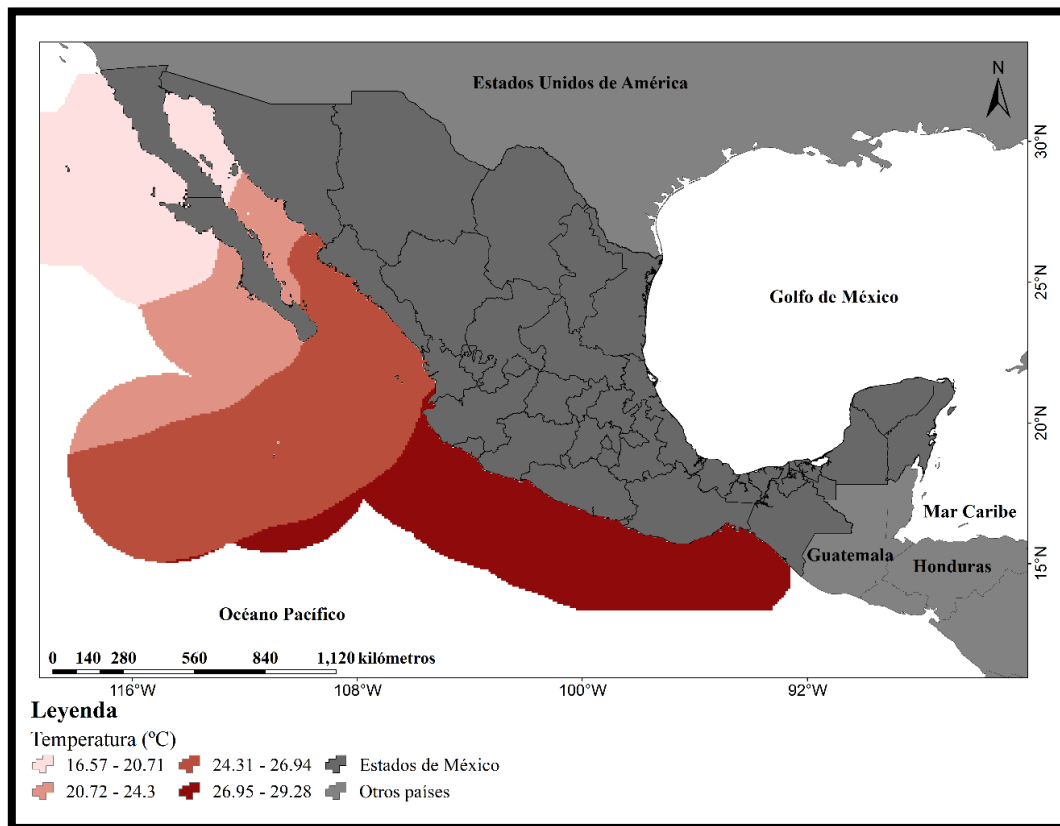 N
Estados Unidos de América
30°N
25°N
Golfo de México
20°N
Mar Caribe
Guatemala
Honduras
15°N
Océano Pacífico
0 140 280 560 840 1,120 kilómetros
116°W 108°W 100°W 92°W
Leyenda
Temperatura (ºC)
16.57 - 20.71 24.31 - 26.94 Estados de México
20.72 - 24.3 26.95 - 29.28 Otros países